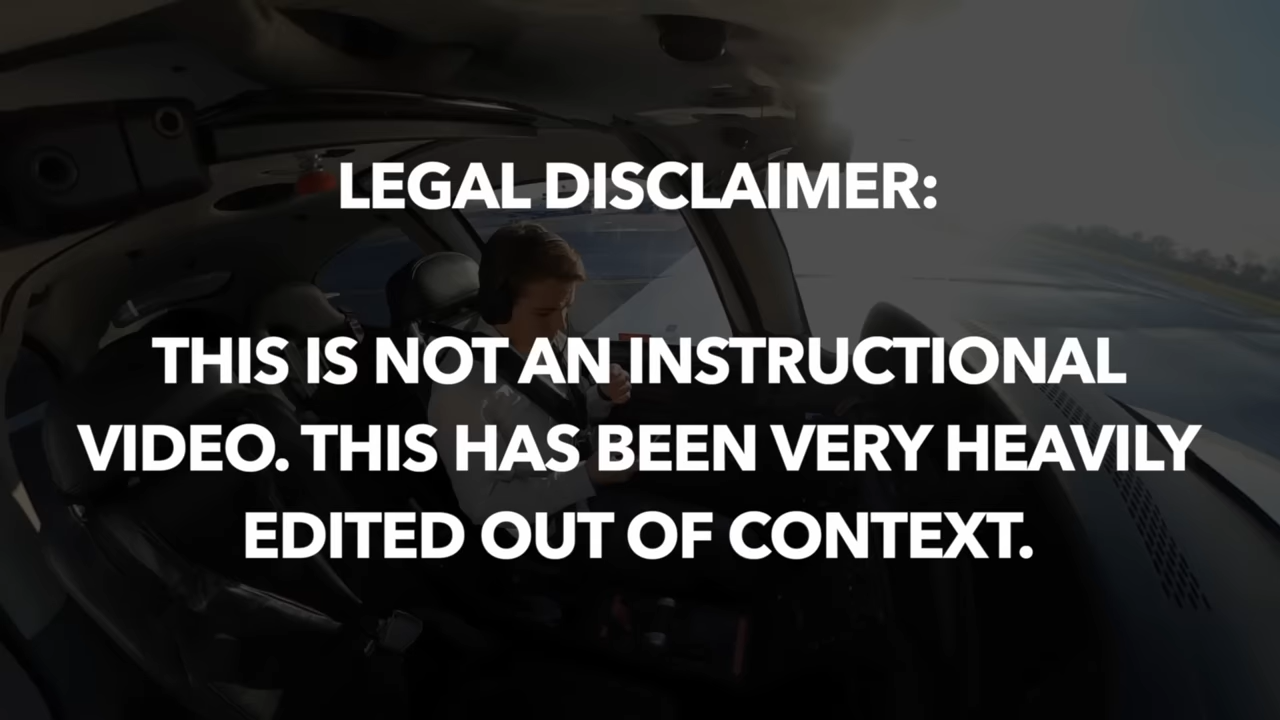 LEGAL DISCLAIMER:
THIS IS NOT AN INSTRUCTIONAL
VIDEO. THIS HAS BEEN VERY HEAVILY
EDITED OUT OF CONTEXT.